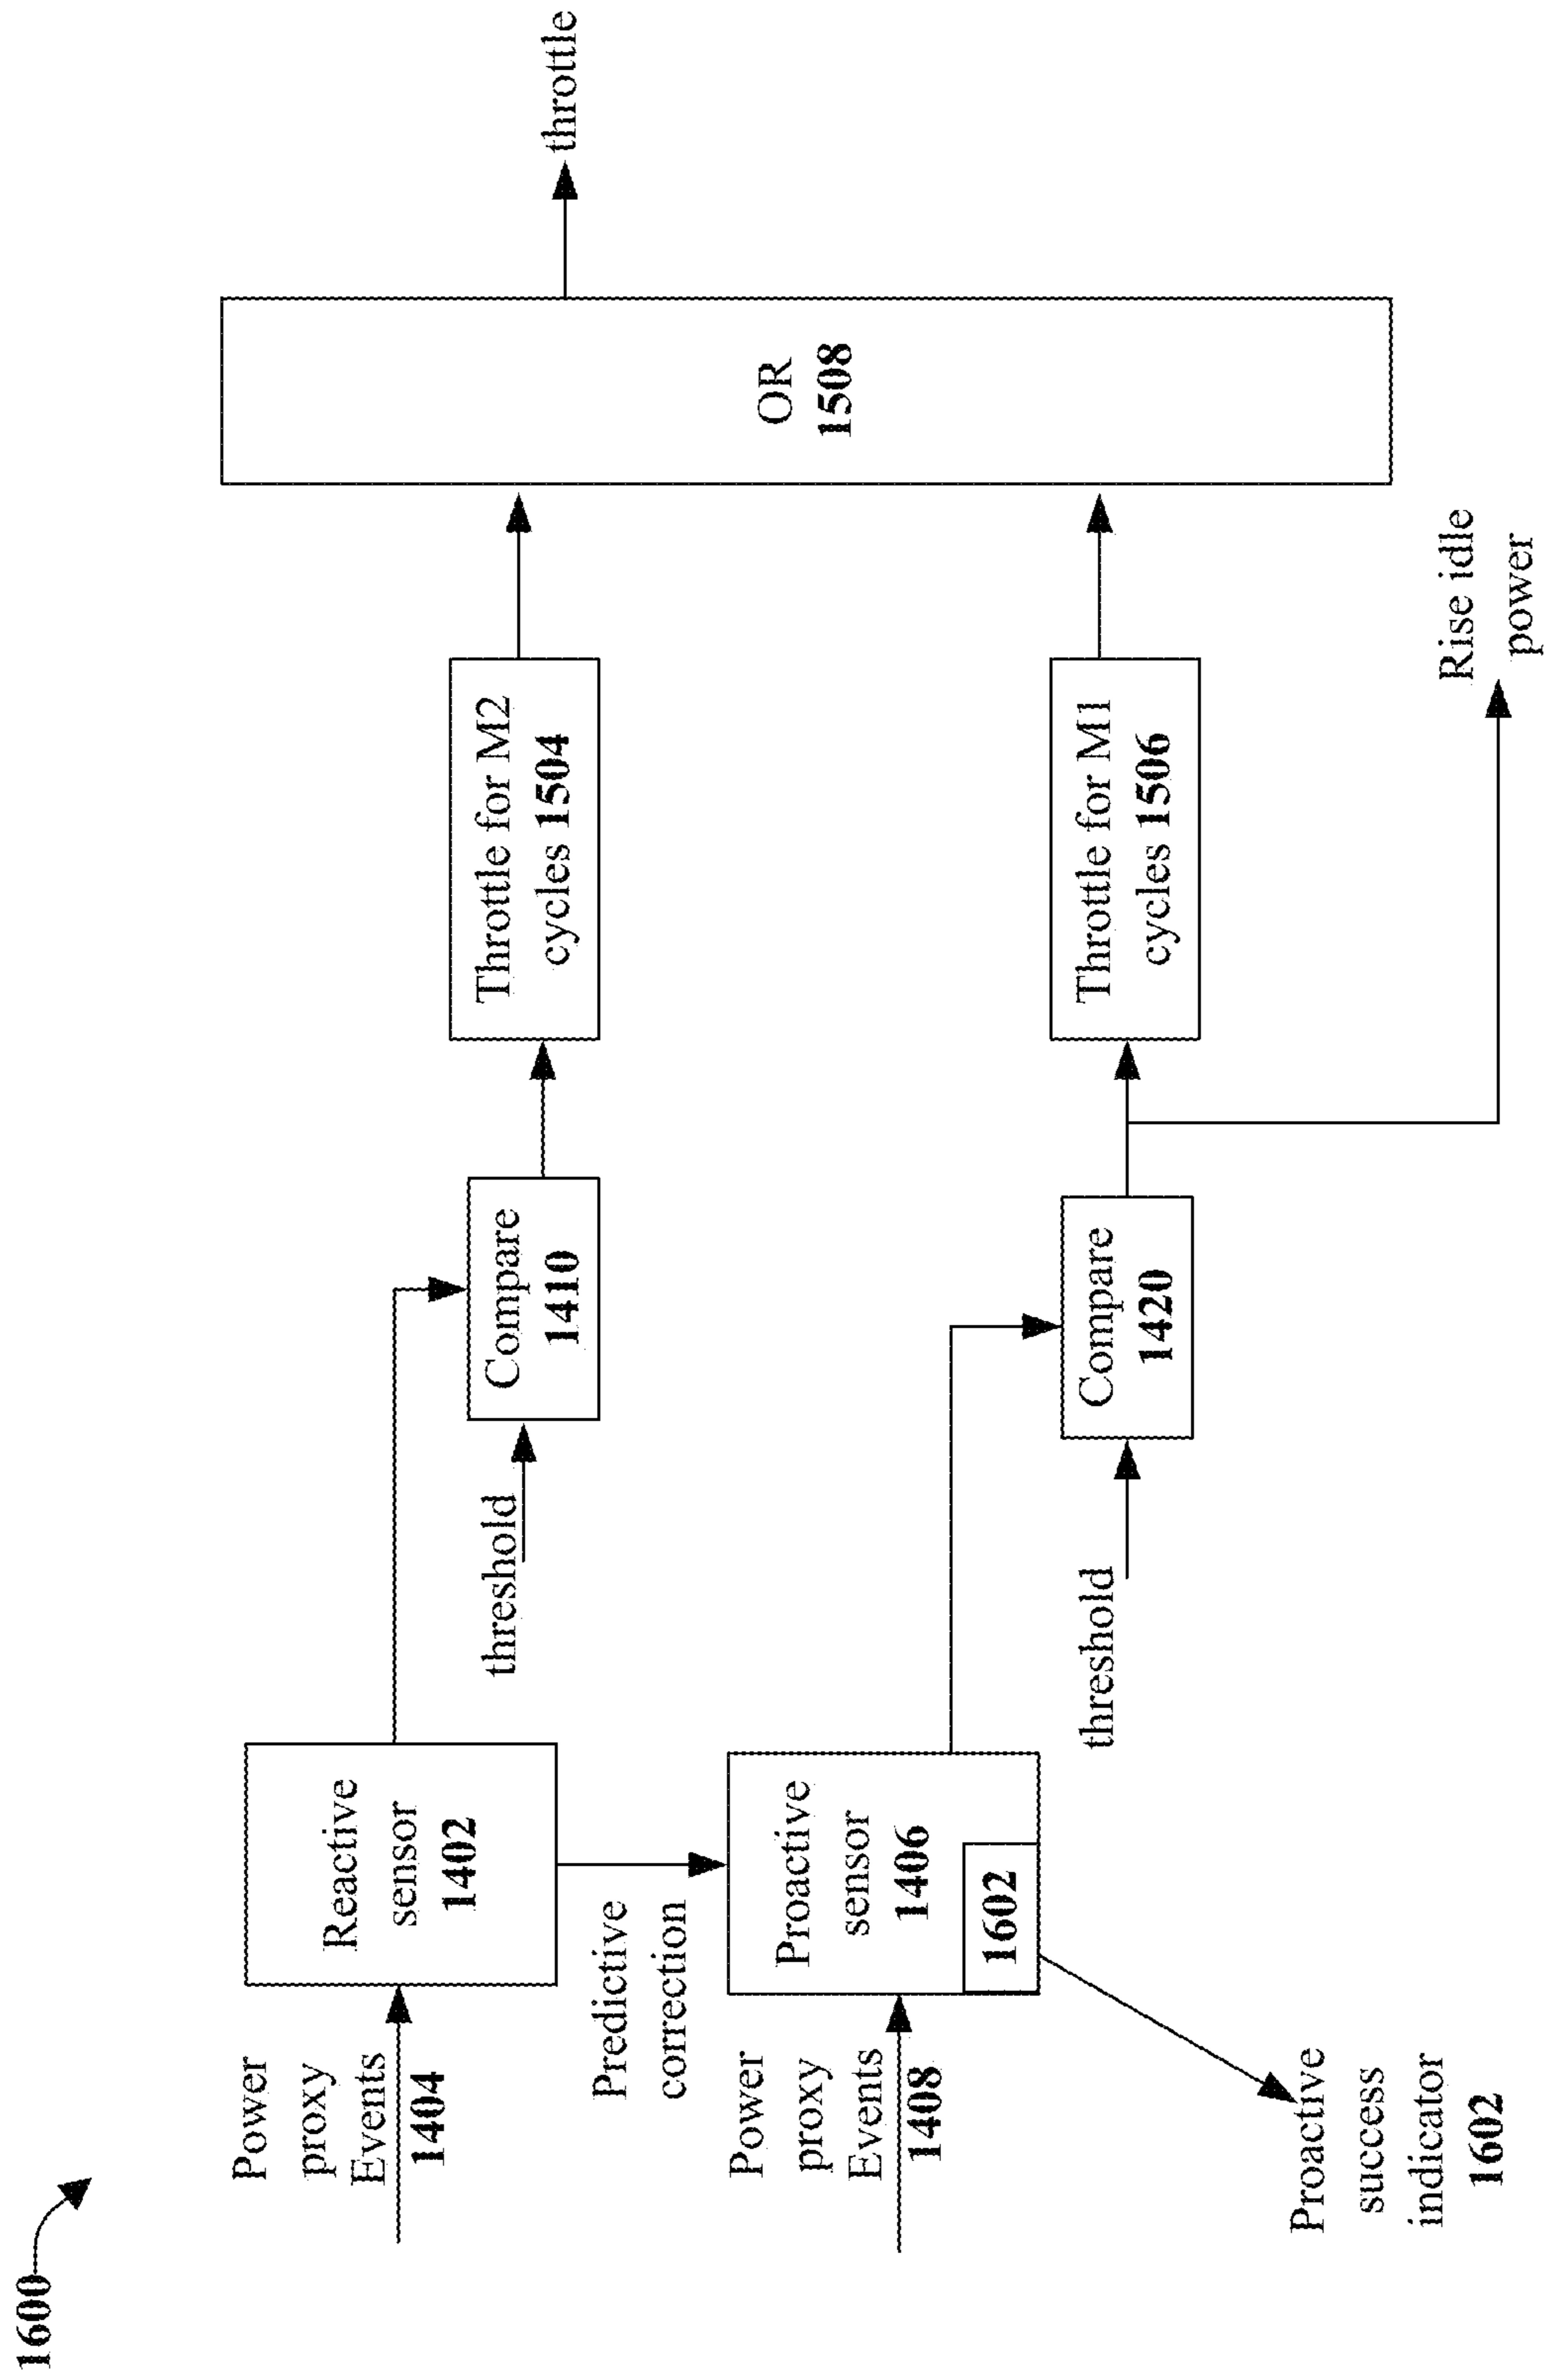 1600
Power
proxy
Events
1404
Reactive
sensor
1402
threshold
Compare
1410
Throttle for M2
cycles 1504
OR
1508
throttle
Predictive
correction
Power
proxy
Events
1408
Proactive
sensor
1406
1602
threshold
Compare
1420
Throttle for M1
cycles 1506
Rise idle
power
Proactive
success
indicator
1602